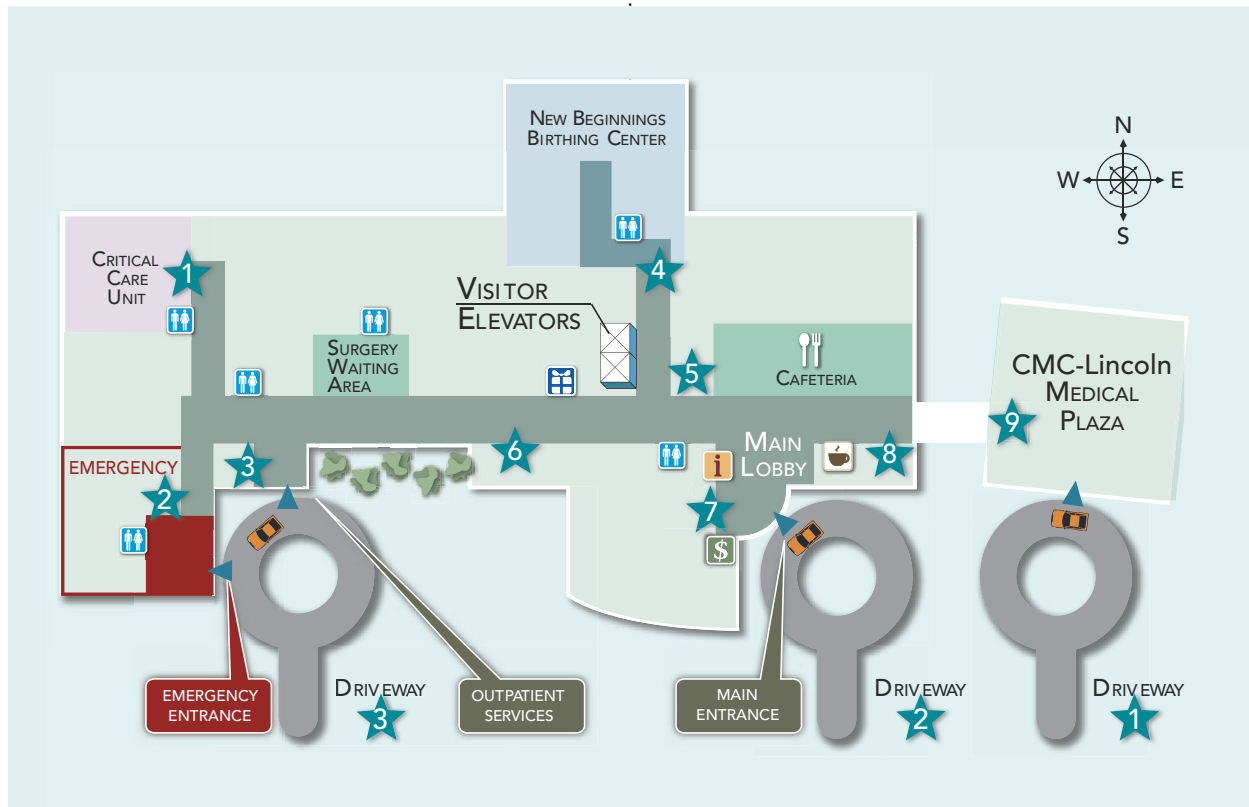 New Beginnings
Birthing Center
N
W E
S
Critical
Care
Unit
1
4
Visitor
Elevators
Surgery
Waiting
Area
5
Cafeteria
CMC-Lincoln
Medical
Plaza
9
EMERGENCY
3
6
Main
Lobby
i
8
2
7
$
EMERGENCY
ENTRANCE
Driveway
3
OUTPATIENT
SERVICES
MAIN
ENTRANCE
Driveway
2
Driveway
1